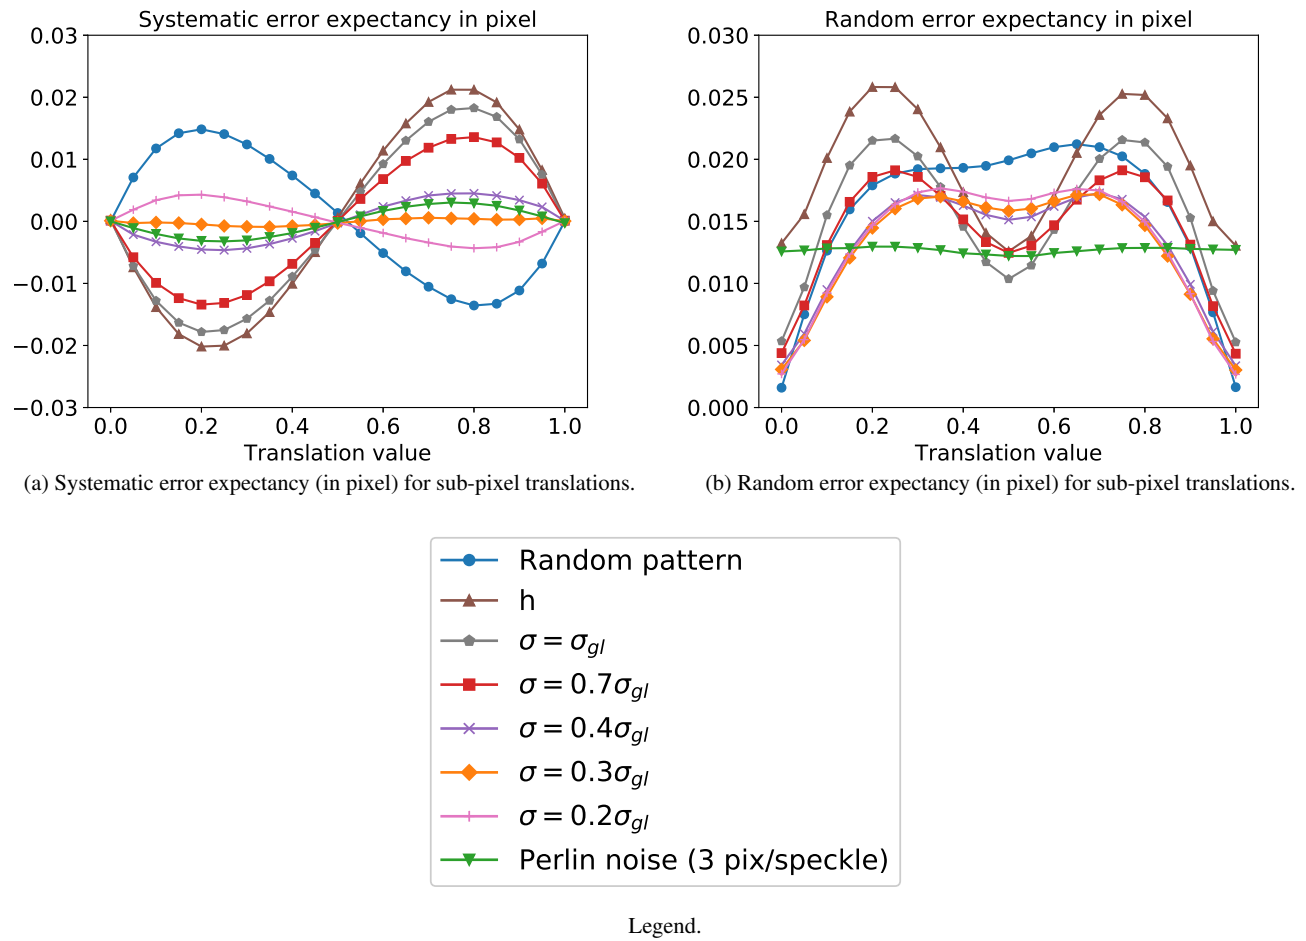 Systematic error expectancy in pixel
0.03
0.02
0.01
0.00
−0.01
−0.02
−0.03
0.0 0.2 0.4 0.6 0.8 1.0
Translation value
(a) Systematic error expectancy (in pixel) for sub-pixel translations.
Random error expectancy in pixel
0.030
0.025
0.020
0.015
0.010
0.005
0.000
0.0 0.2 0.4 0.6 0.8 1.0
Translation value
(b) Random error expectancy (in pixel) for sub-pixel translations.
Random pattern
h
σ = σ_gl
σ = 0.7σ_gl
σ = 0.4σ_gl
σ = 0.3σ_gl
σ = 0.2σ_gl
Perlin noise (3 pix/speckle)
Legend.